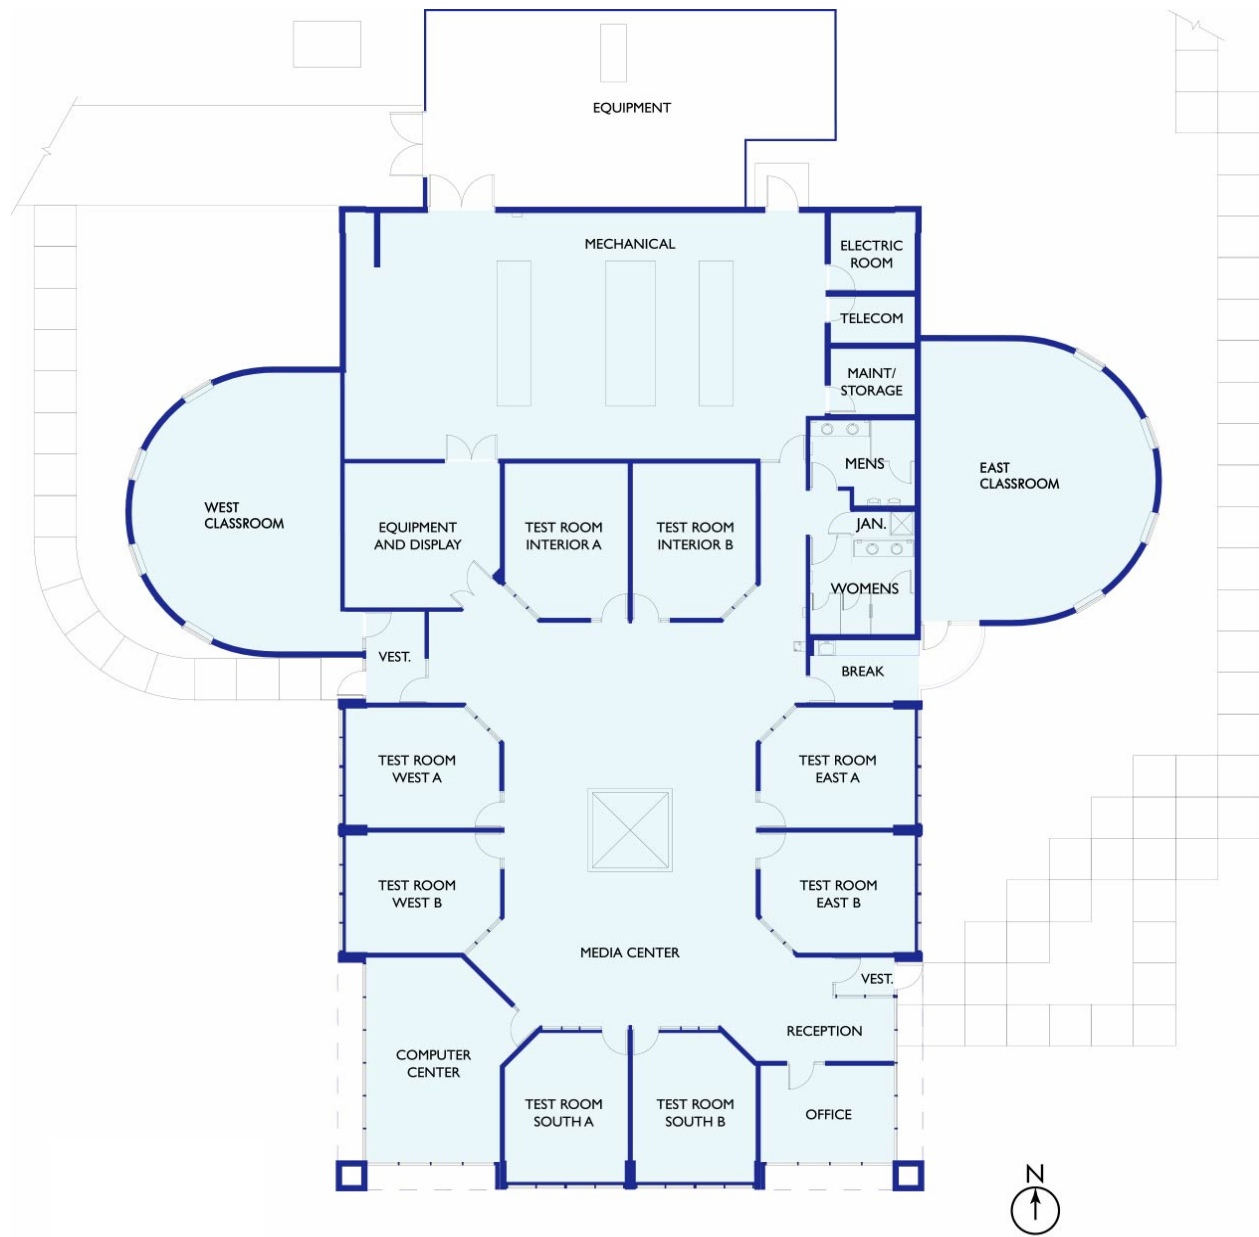 EQUIPMENT
MECHANICAL
ELECTRIC
ROOM
TELECOM
MAINT/
STORAGE
MENS
EAST
CLASSROOM
WEST
CLASSROOM
EQUIPMENT
AND DISPLAY
TEST ROOM
INTERIOR A
TEST ROOM
INTERIOR B
JAN.
WOMENS
VEST.
BREAK
TEST ROOM
WEST A
TEST ROOM
EAST A
TEST ROOM
WEST B
TEST ROOM
EAST B
MEDIA CENTER
VEST.
RECEPTION
COMPUTER
CENTER
TEST ROOM
SOUTH A
TEST ROOM
SOUTH B
OFFICE
N